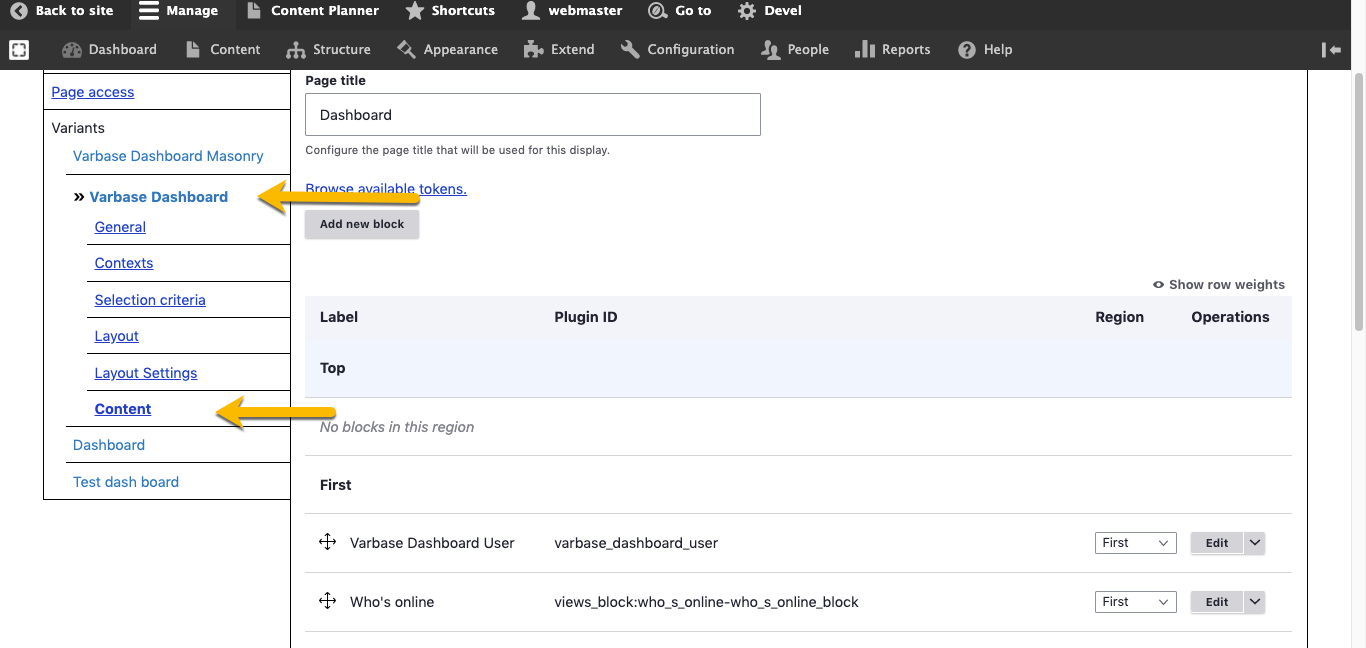 Back to site Manage Content Planner Shortcuts webmaster Go to Devel
Dashboard Content Structure Appearance Extend Configuration People Reports Help
Page access
Variants
Varbase Dashboard Masonry
» Varbase Dashboard
General
Contexts
Selection criteria
Layout
Layout Settings
Content
Dashboard
Test dash board
Page title
Dashboard
Configure the page title that will be used for this display.
Browse available tokens.
Add new block
Show row weights
Label Plugin ID Region Operations
Top
No blocks in this region
First
Varbase Dashboard User varbase_dashboard_user First Edit
Who's online views_block:who_s_online-who_s_online_block First Edit